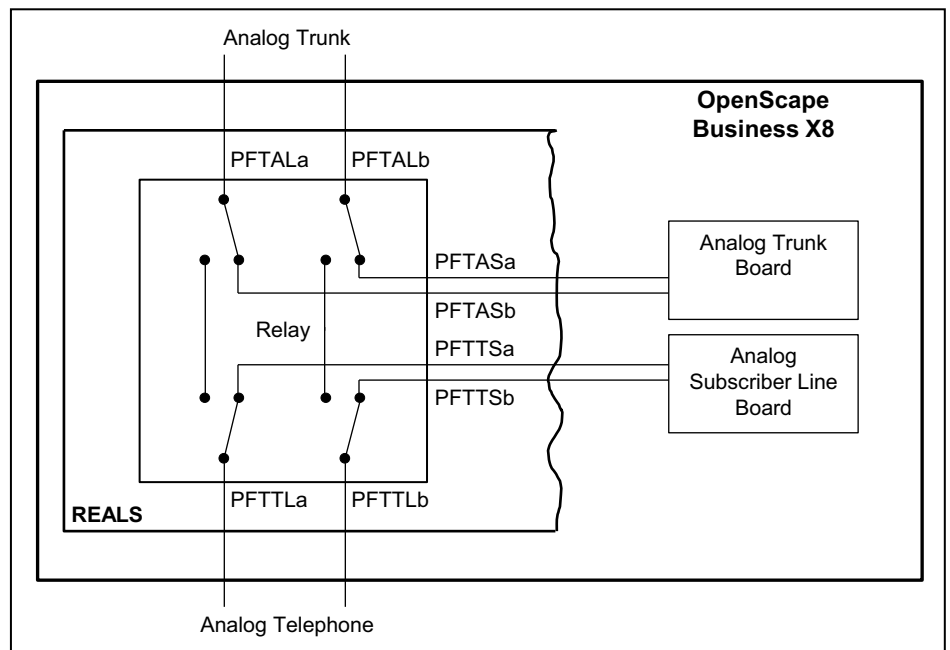 Analog Trunk
OpenScape
Business X8
PFTALa
PFTALb
PFTASa
Analog Trunk
Board
PFTASb
Relay
PFTTSa
Analog
Subscriber Line
Board
PFTTSb
PFTTLa
PFTTLb
REALS
Analog Telephone